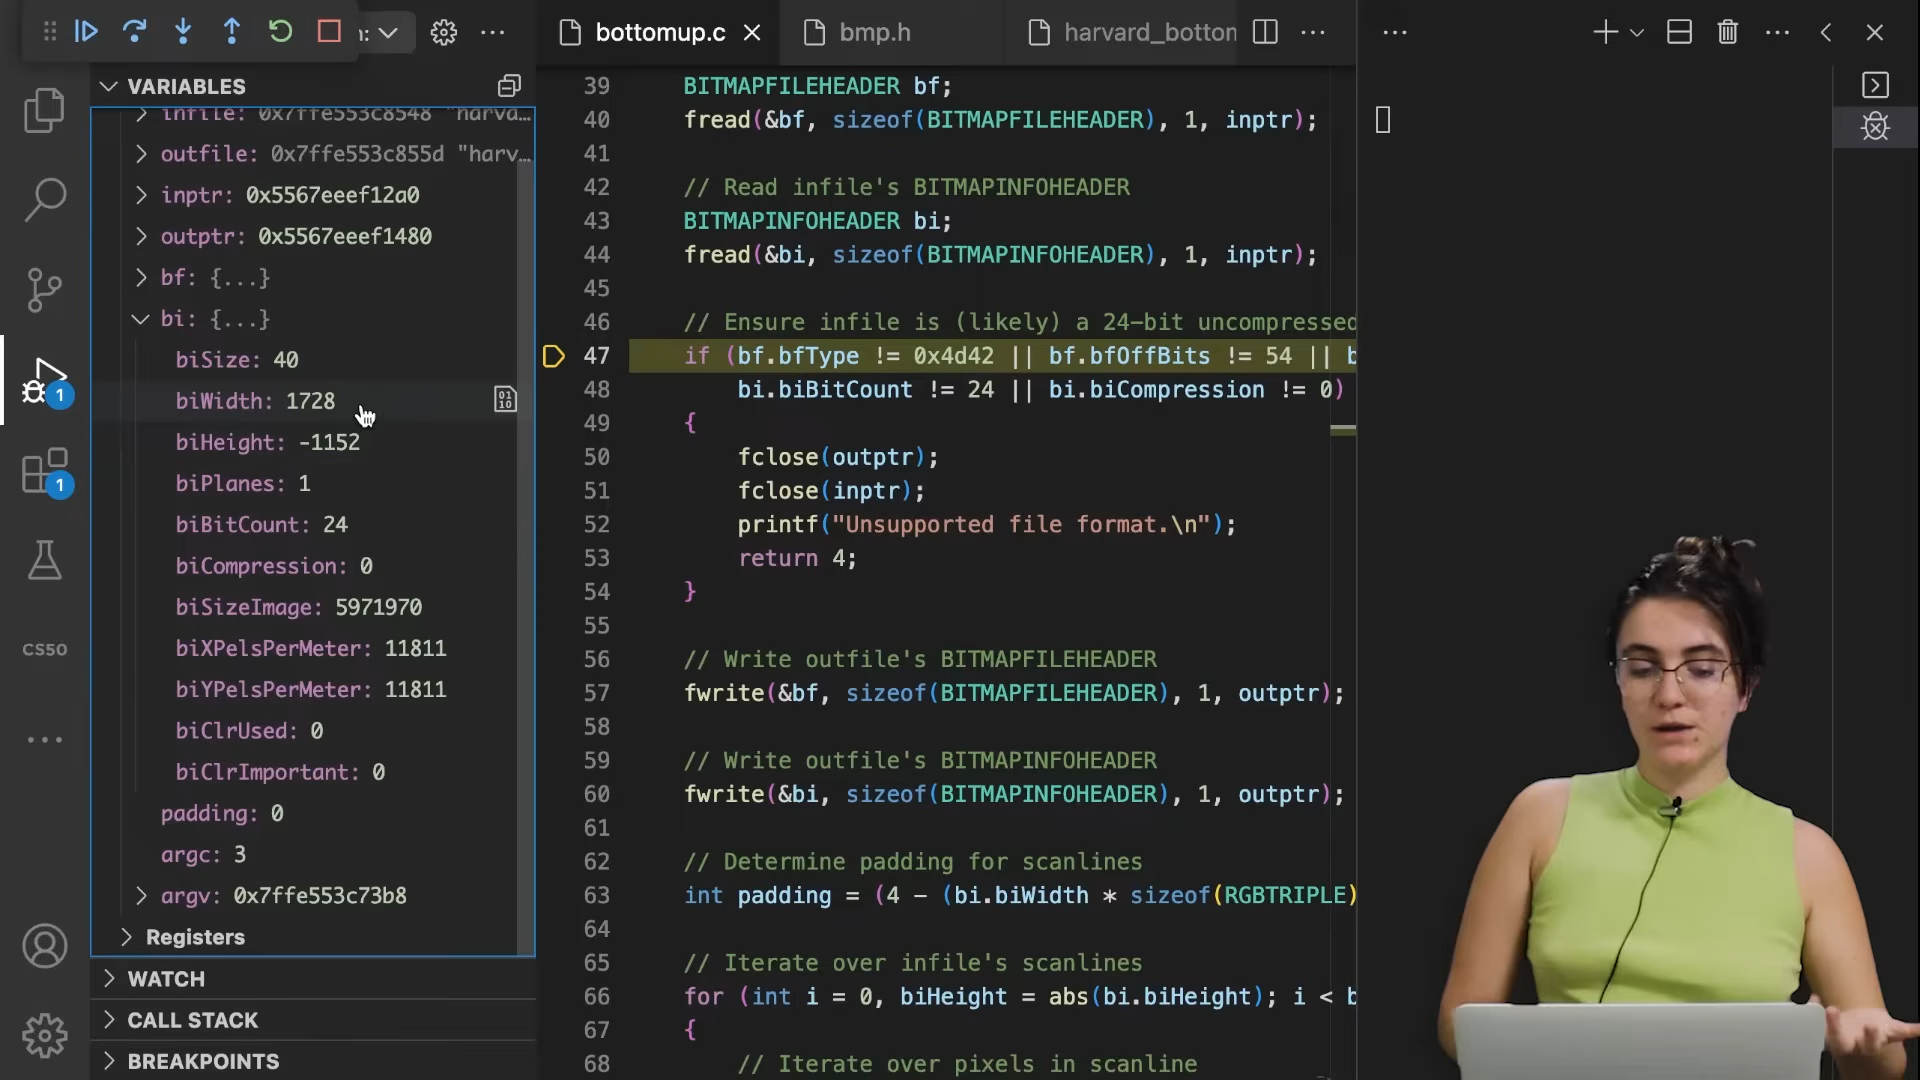 n:
bottomup.c
bmp.h
harvard_bottom
VARIABLES
infile: 0x7ffe553c8548 "harva…
outfile: 0x7ffe553c855d "harv…
inptr: 0x5567eeef12a0
outptr: 0x5567eeef1480
bf: {...}
bi: {...}
biSize: 40
biWidth: 1728
biHeight: -1152
biPlanes: 1
biBitCount: 24
biCompression: 0
biSizeImage: 5971970
biXPelsPerMeter: 11811
biYPelsPerMeter: 11811
biClrUsed: 0
biClrImportant: 0
padding: 0
argc: 3
argv: 0x7ffe553c73b8
Registers
WATCH
CALL STACK
BREAKPOINTS
1
1
CS50
39 BITMAPFILEHEADER bf;
40 fread(&bf, sizeof(BITMAPFILEHEADER), 1, inptr);
41
42 // Read infile's BITMAPINFOHEADER
43 BITMAPINFOHEADER bi;
44 fread(&bi, sizeof(BITMAPINFOHEADER), 1, inptr);
45
46 // Ensure infile is (likely) a 24-bit uncompressed
47 if (bf.bfType != 0x4d42 || bf.bfOffBits != 54 || b
48 bi.biBitCount != 24 || bi.biCompression != 0)
49 {
50 fclose(outptr);
51 fclose(inptr);
52 printf("Unsupported file format.\n");
53 return 4;
54 }
55
56 // Write outfile's BITMAPFILEHEADER
57 fwrite(&bf, sizeof(BITMAPFILEHEADER), 1, outptr);
58
59 // Write outfile's BITMAPINFOHEADER
60 fwrite(&bi, sizeof(BITMAPINFOHEADER), 1, outptr);
61
62 // Determine padding for scanlines
63 int padding = (4 - (bi.biWidth * sizeof(RGBTRIPLE)
64
65 // Iterate over infile's scanlines
66 for (int i = 0, biHeight = abs(bi.biHeight); i < b
67 {
68 // Iterate over pixels in scanline